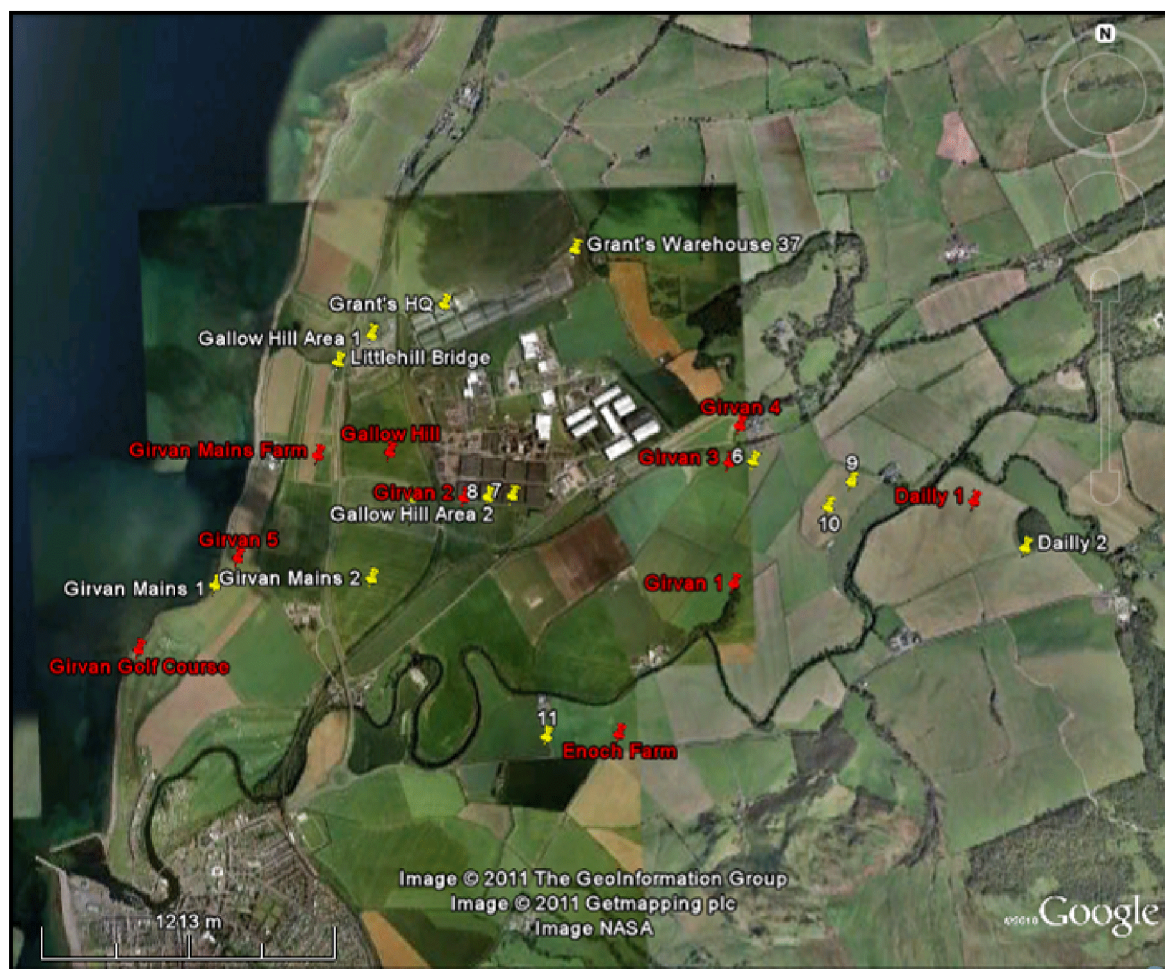 N
Grant's Warehouse 37
Grant's HQ
Gallow Hill Area 1
Littlehill Bridge
Girvan 4
Gallow Hill
Girvan Mains Farm
Girvan 3
6
9
Girvan 2
8
7
Dailly 1
Gallow Hill Area 2
10
Girvan 5
Dailly 2
Girvan Mains 2
Girvan Mains 1
Girvan 1
Girvan Golf Course
11
Enoch Farm
Image © 2011 The GeoInformation Group
Image © 2011 Getmapping plc
Image NASA
1213 m
©2010 Google